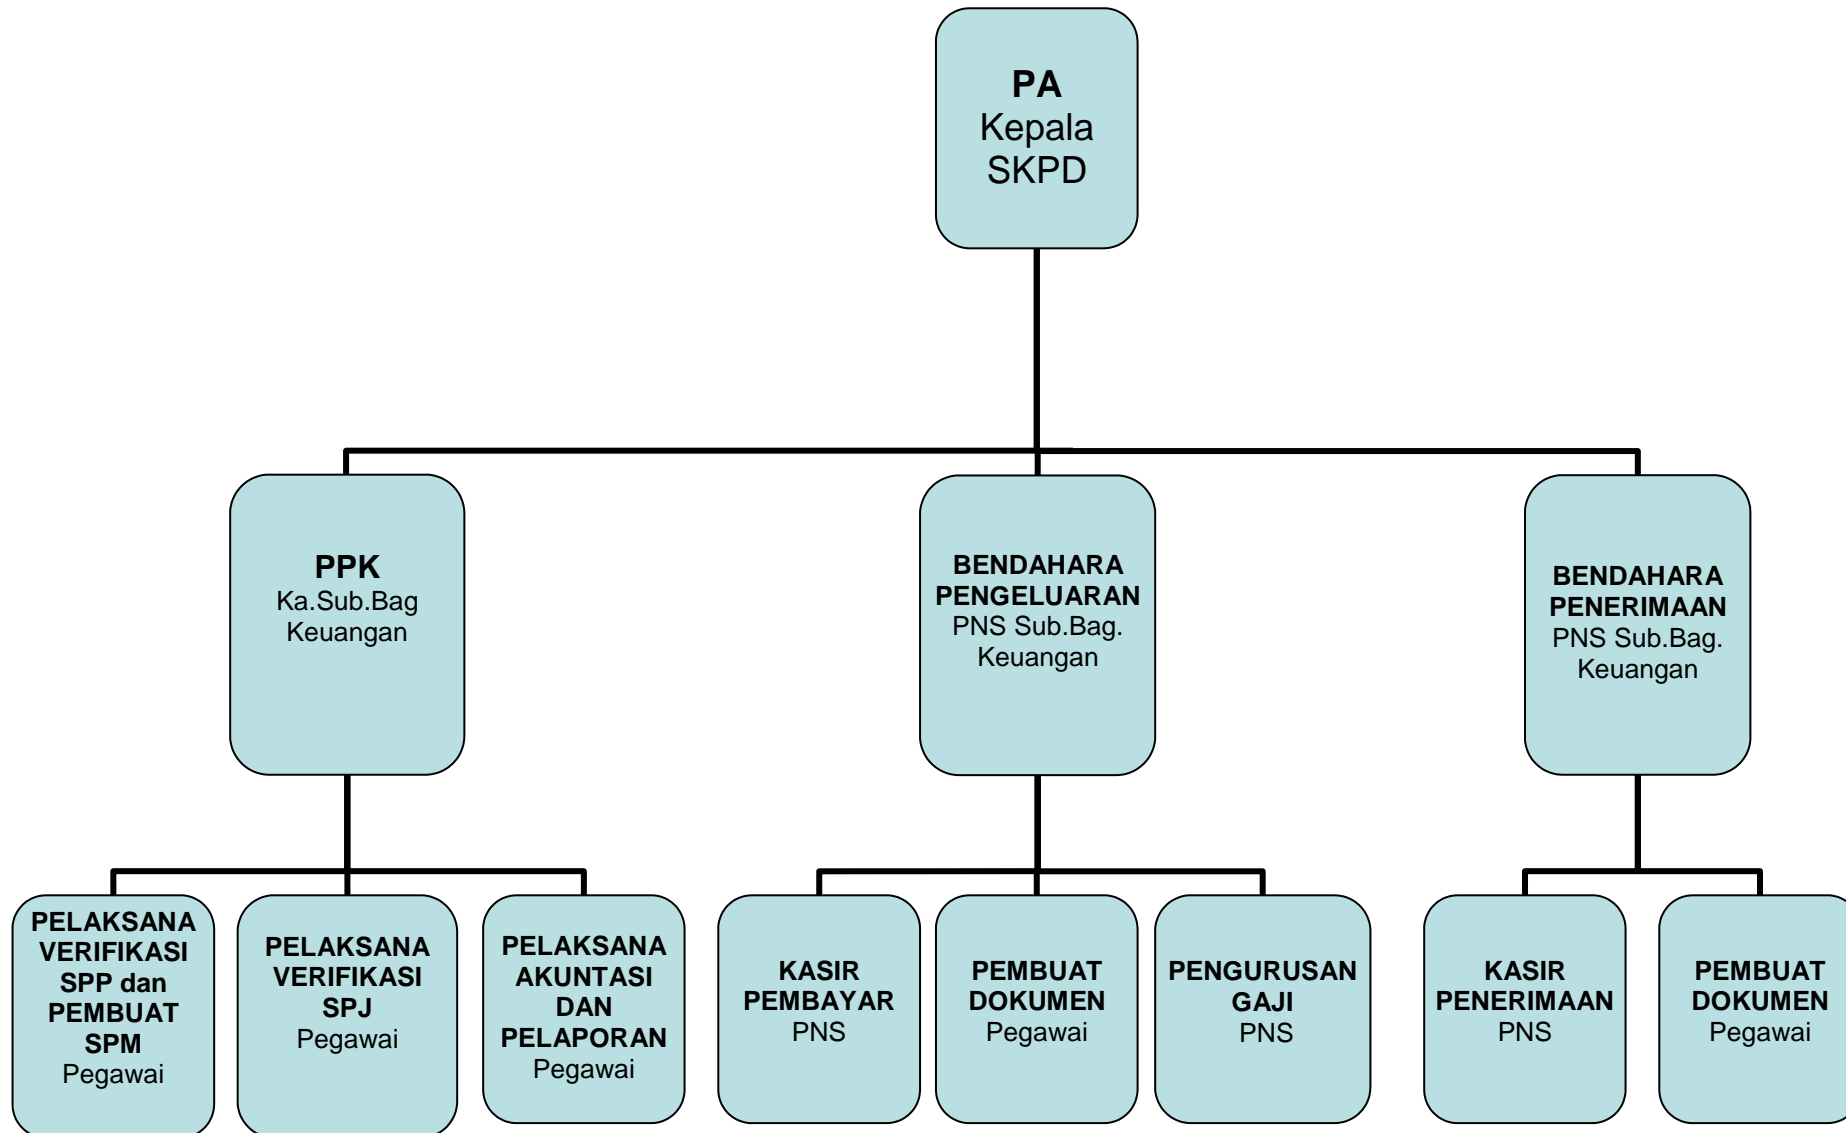 PA
Kepala
SKPD
PPK
Ka.Sub.Bag
Keuangan
BENDAHARA
PENGELUARAN
PNS Sub.Bag.
Keuangan
BENDAHARA
PENERIMAAN
PNS Sub.Bag.
Keuangan
PELAKSANA
VERIFIKASI
SPP dan
PEMBUAT
SPM
Pegawai
PELAKSANA
VERIFIKASI
SPJ
Pegawai
PELAKSANA
AKUNTASI
DAN
PELAPORAN
Pegawai
KASIR
PEMBAYAR
PNS
PEMBUAT
DOKUMEN
Pegawai
PENGURUSAN
GAJI
PNS
KASIR
PENERIMAAN
PNS
PEMBUAT
DOKUMEN
Pegawai